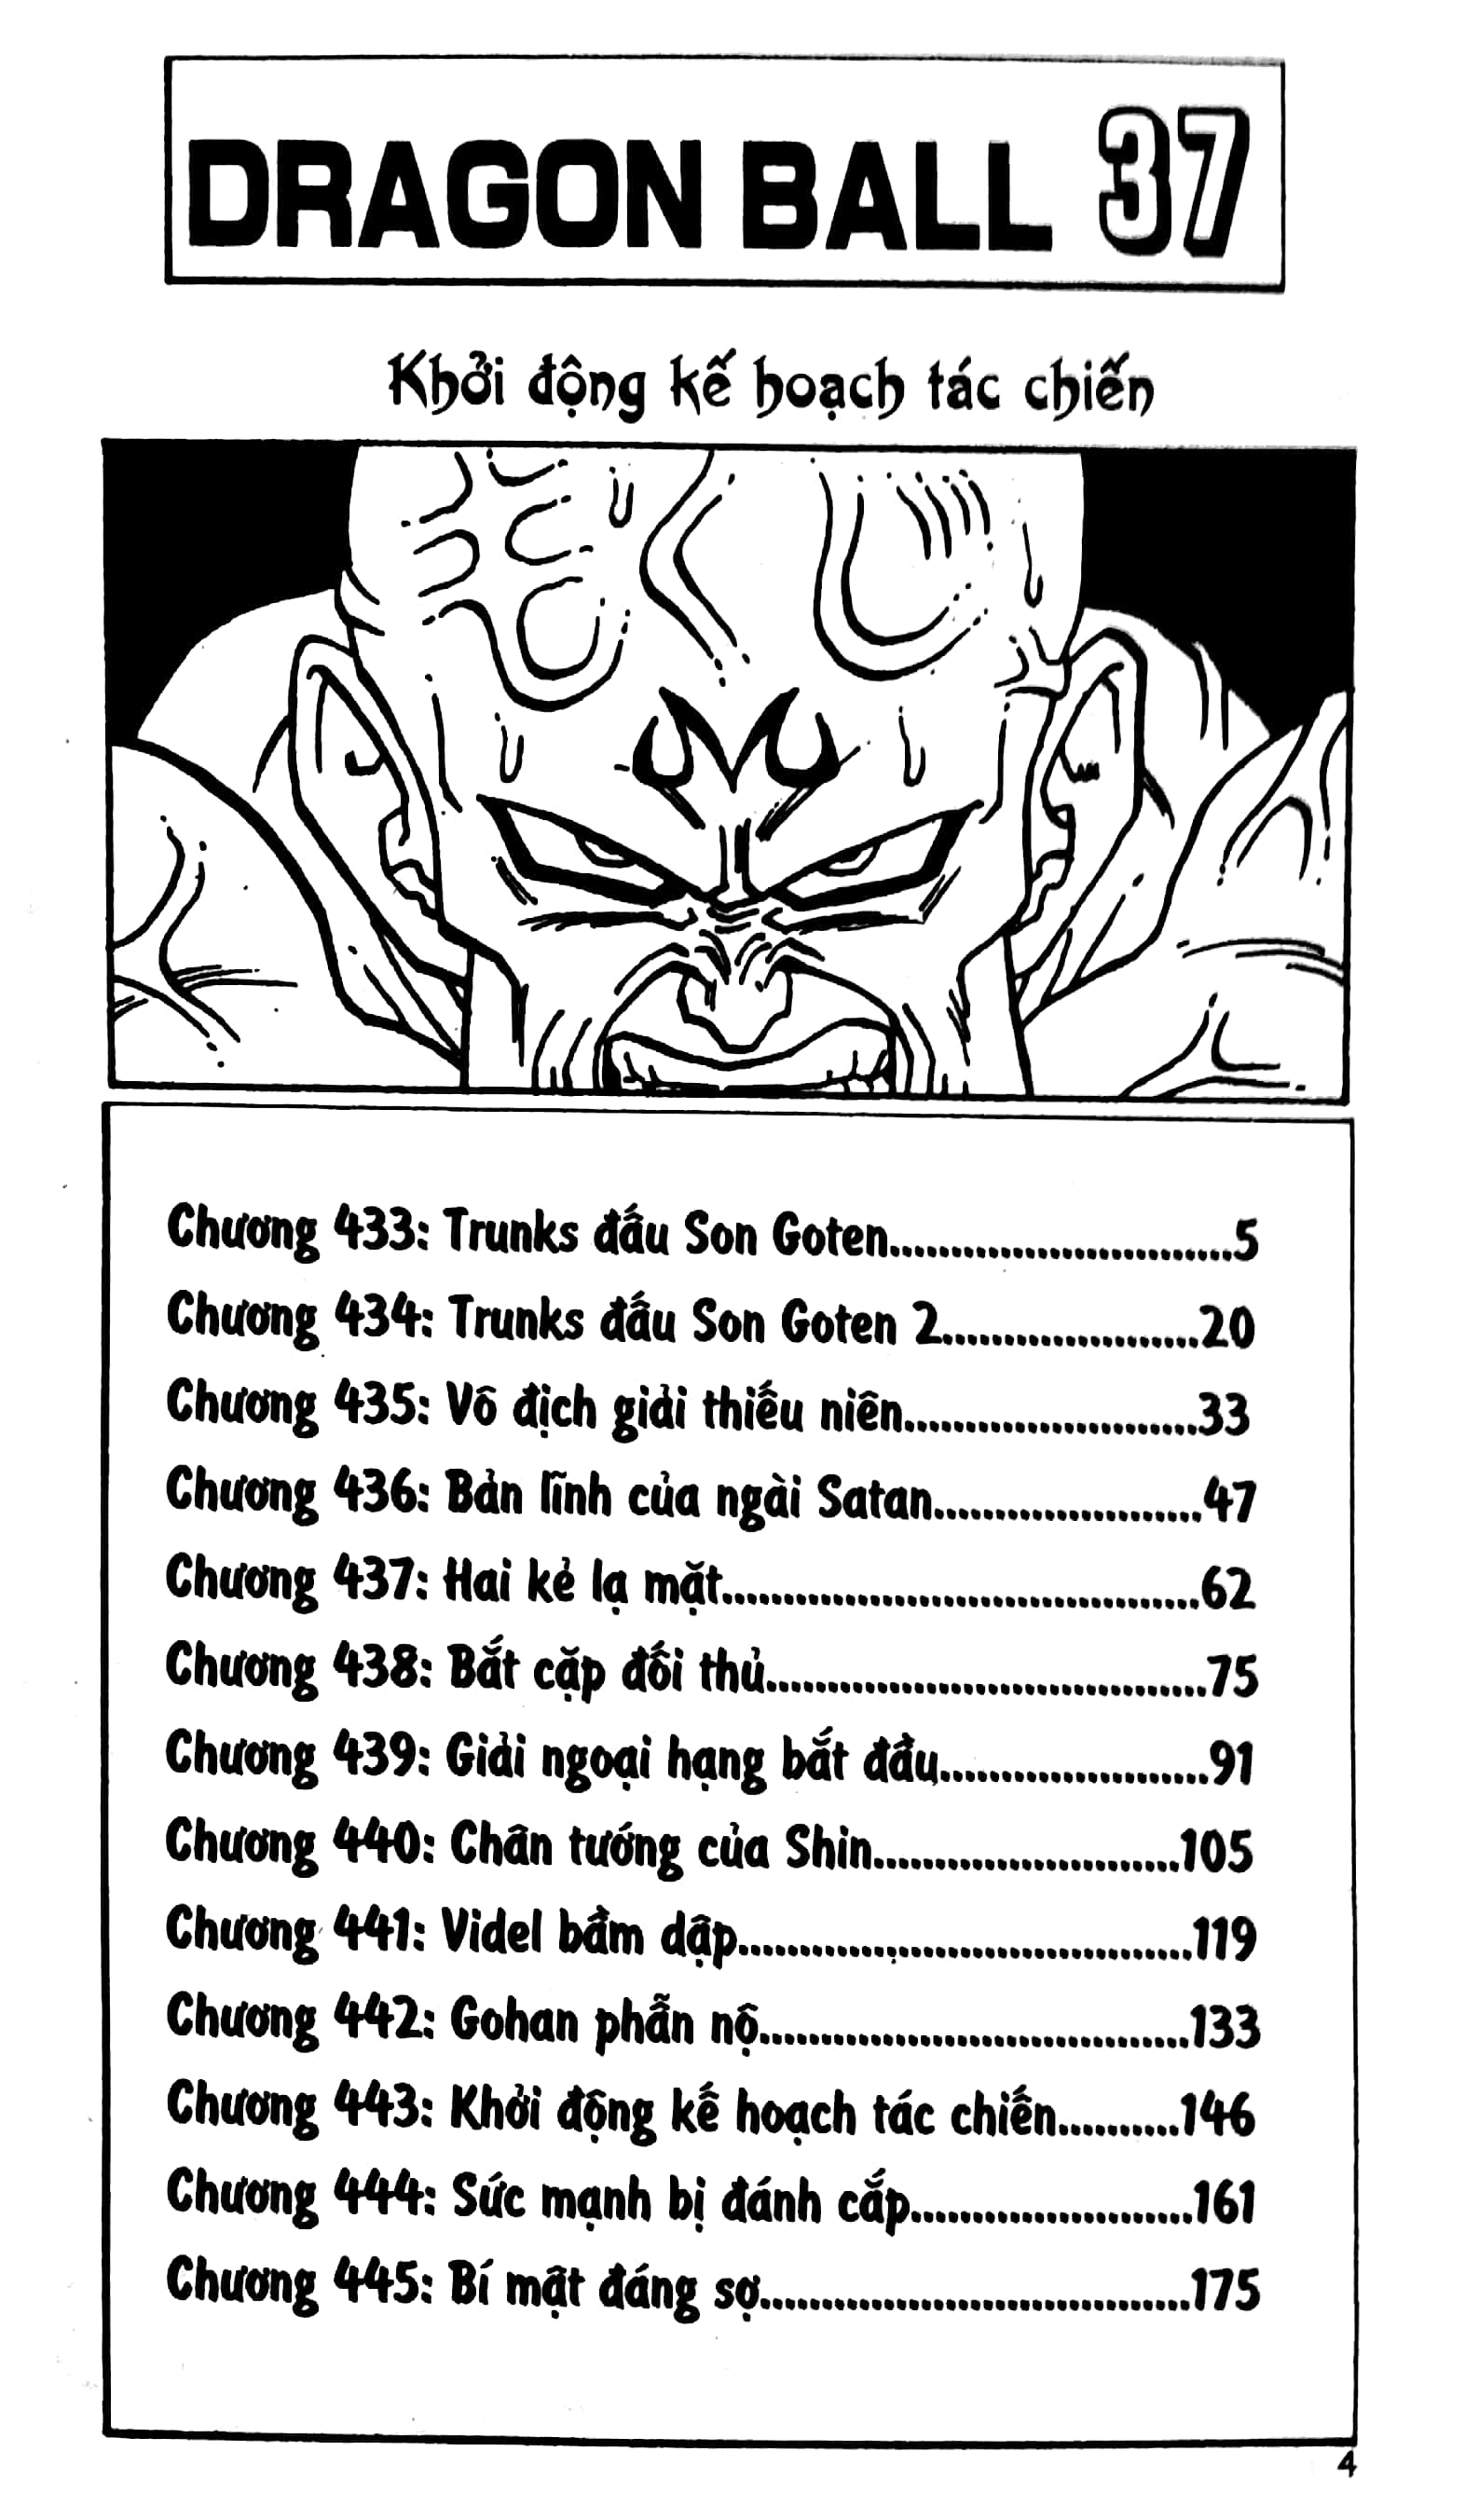 DRAGON BALL 37
Khởi động kế hoạch tác chiến
Chương 433: Trunks đấu Son Goten............................5
Chương 434: Trunks đấu Son Goten 2.....................20
Chương 435: Vô địch giải thiếu niên........................33
Chương 436: Bản lĩnh của ngài Satan......................47
Chương 437: Hai kẻ lạ mặt.......................................62
Chương 438: Bắt cặp đối thủ....................................75
Chương 439: Giải ngoại hạng bắt đầu......................91
Chương 440: Chân tướng của Shin.........................105
Chương 441: Videl bầm dập.....................................119
Chương 442: Gohan phẫn nộ...................................133
Chương 443: Khởi động kế hoạch tác chiến..........146
Chương 444: Sức mạnh bị đánh cắp.......................161
Chương 445: Bí mật đáng sợ...................................175
4